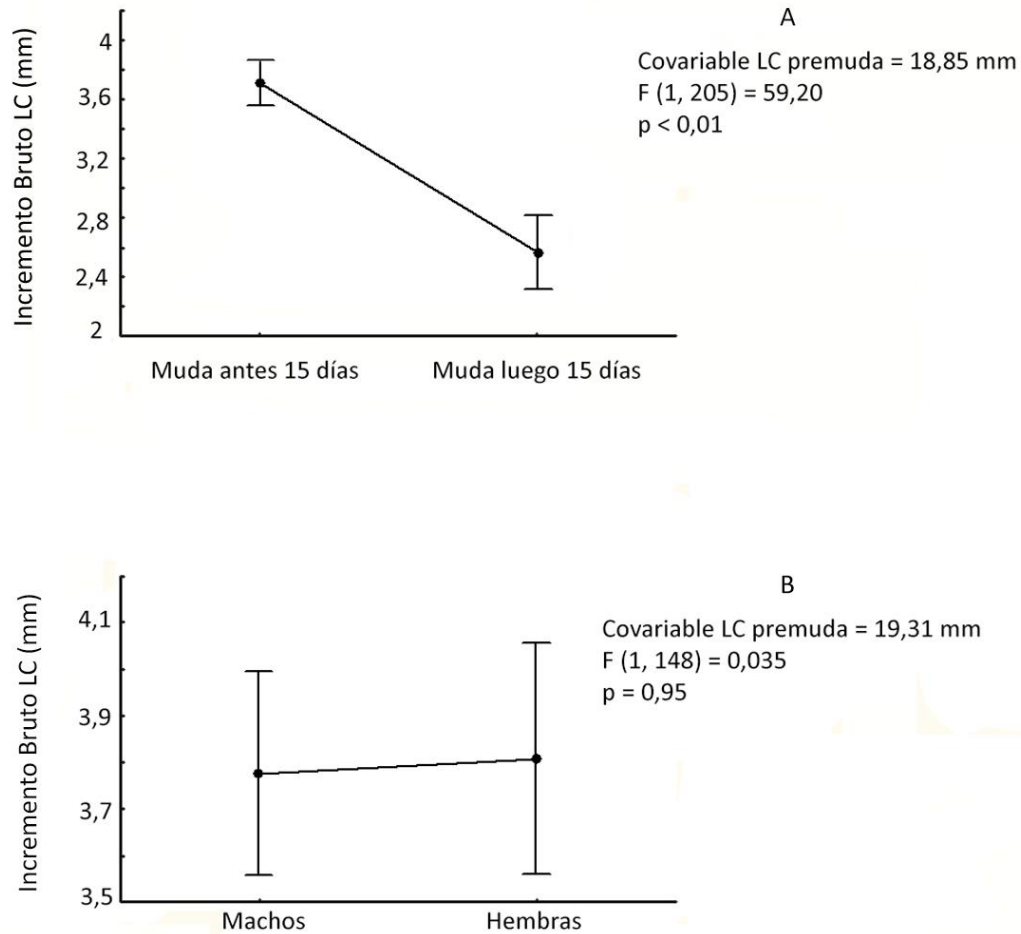 A
Covariable LC premuda = 18,85 mm
F (1, 205) = 59,20
p < 0,01
Incremento Bruto LC (mm)
4
3,6
3,2
2,8
2,4
2
Muda antes 15 días
Muda luego 15 días
B
Covariable LC premuda = 19,31 mm
F (1, 148) = 0,035
p = 0,95
Incremento Bruto LC (mm)
4,1
3,9
3,7
3,5
Machos
Hembras